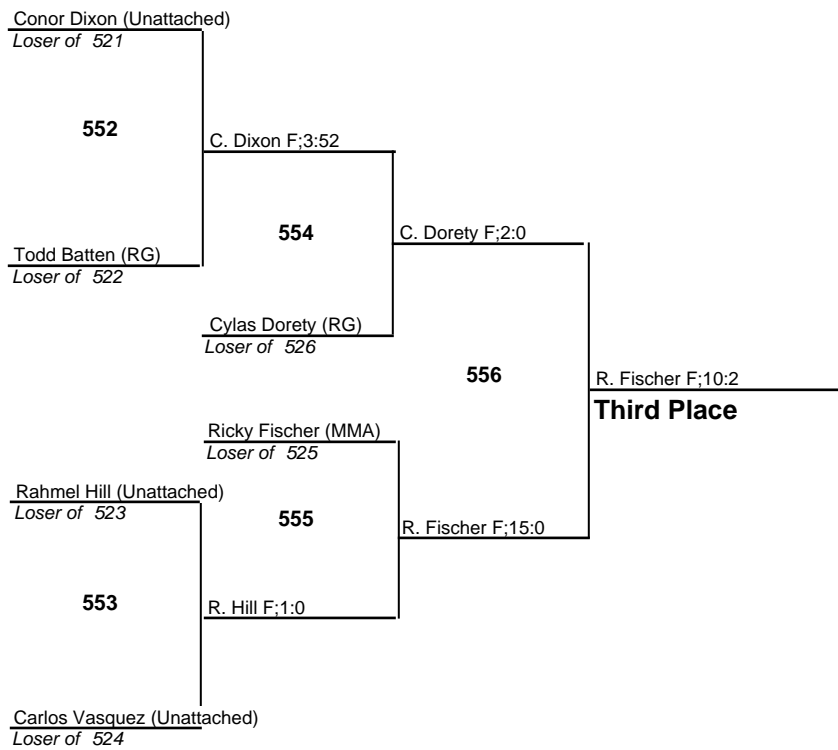 Conor Dixon (Unattached)
Loser of 521
552
C. Dixon F;3:52
554
C. Dorety F;2:0
Todd Batten (RG)
Loser of 522
Cylas Dorety (RG)
Loser of 526
556
R. Fischer F;10:2
Third Place
Ricky Fischer (MMA)
Loser of 525
Rahmel Hill (Unattached)
Loser of 523
555
R. Fischer F;15:0
553
R. Hill F;1:0
Carlos Vasquez (Unattached)
Loser of 524